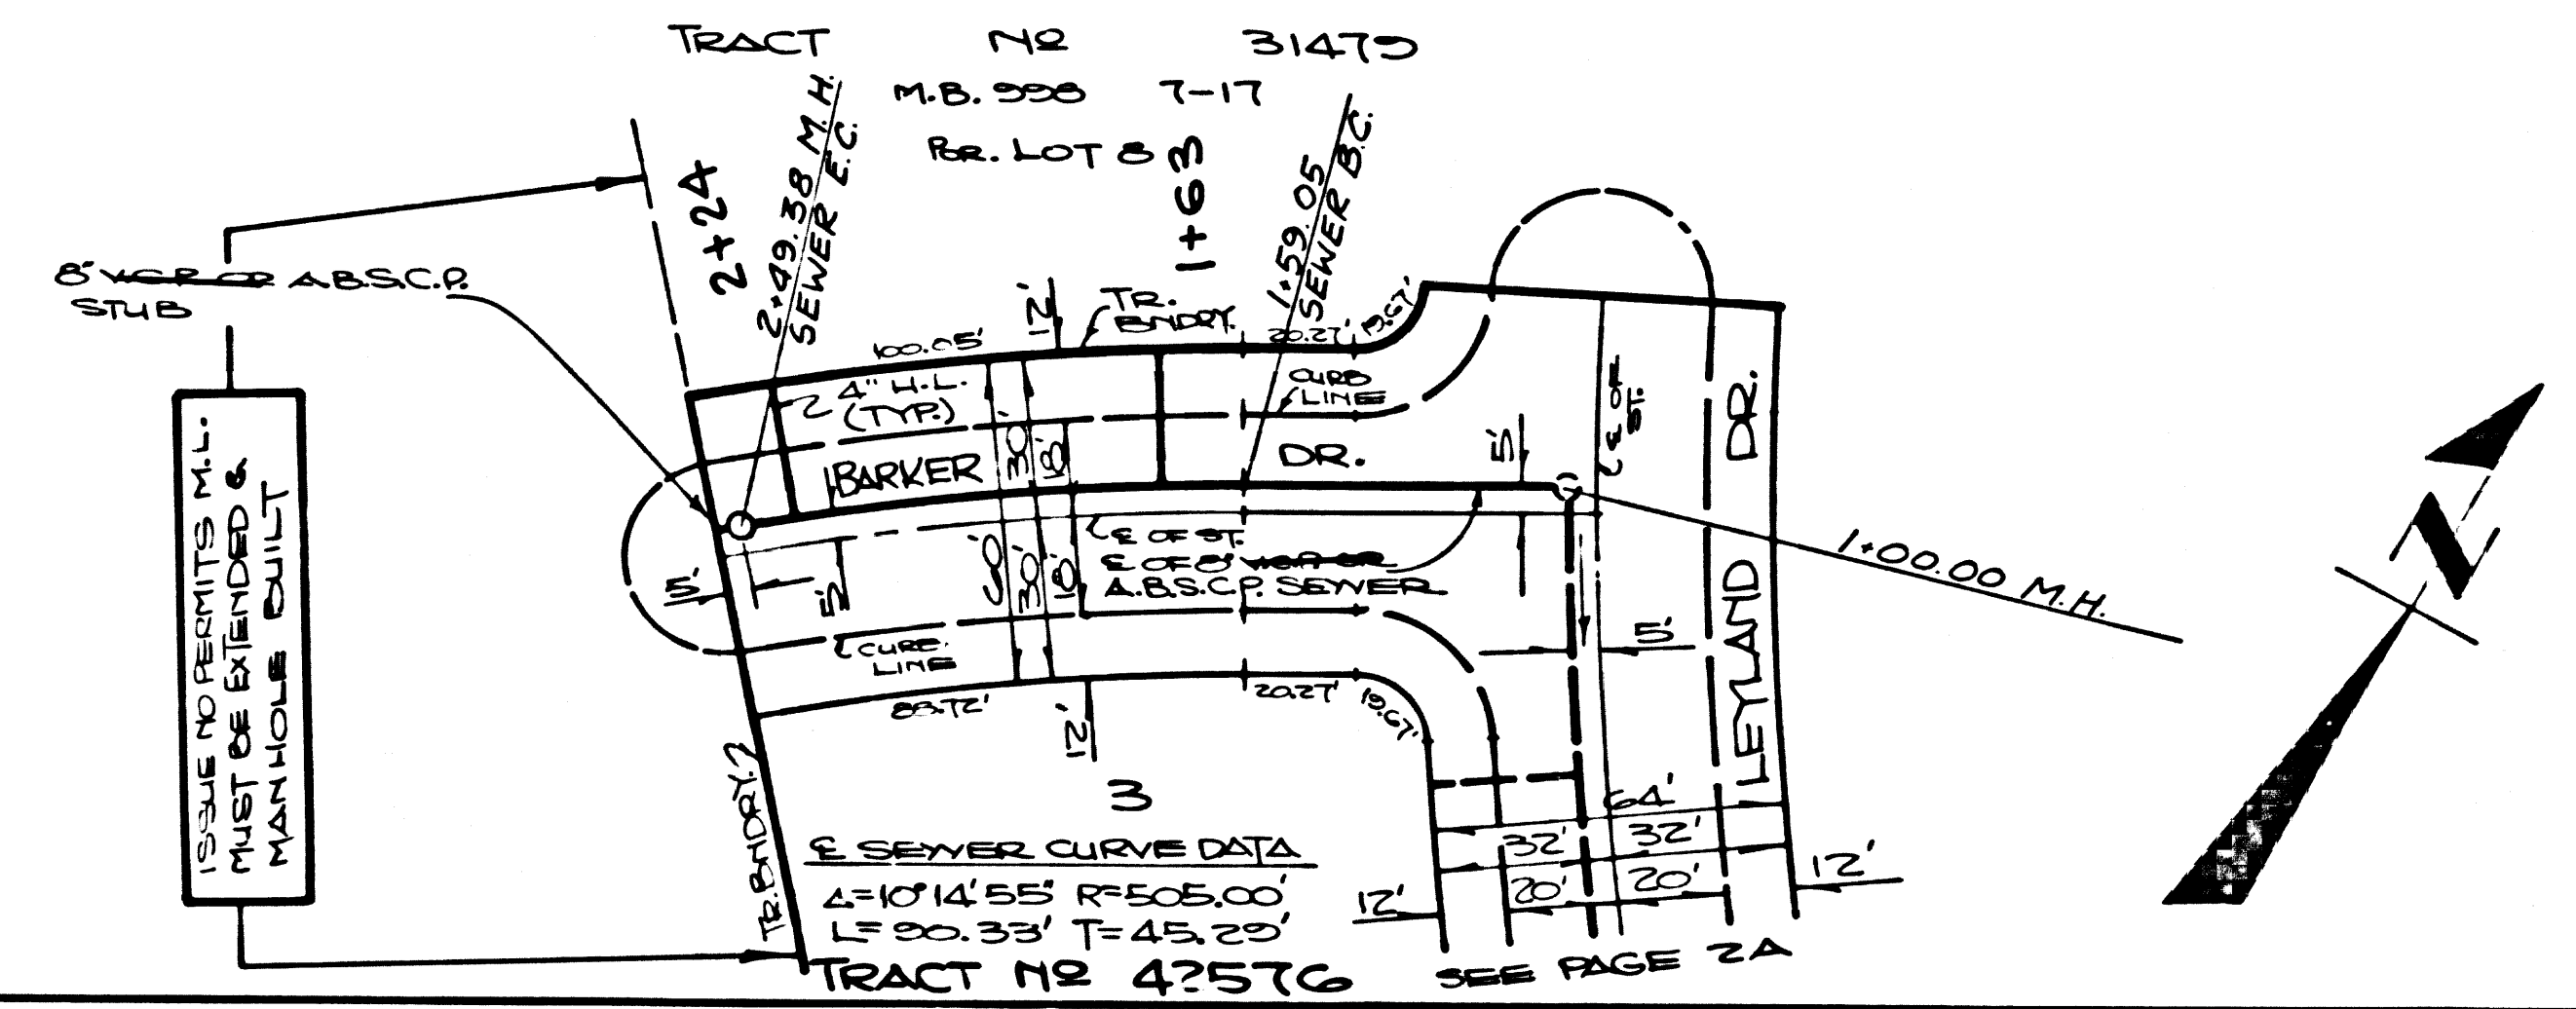 TRACT Nº 31479
M.B. 998 7-17
POR. LOT 8
2+24
2+49.38 M.H.
SEWER E.C.
1+63
1+59.05
SEWER B.C.
8" V.C.P. OR A.B.S.C.P.
STUB
12'
TR.
BNDRY.
100.05'
20.27'
19.67'
4" H.L.
(TYP.)
CURB
LINE
℄ OF
ST.
BARKER DR.
30'
18'
5'
LEYLAND DR.
1+00.00 M.H.
N
℄ OF ST.
℄ OF 8" V.C.P. OR
A.B.S.C.P. SEWER
60'
30'
18'
5'
5'
5'
CURB
LINE
88.72'
20.27'
19.67'
12'
ISSUE NO PERMITS M.L.
MUST BE EXTENDED &
MANHOLE BUILT
TR. BNDRY.
3
℄ SEWER CURVE DATA
Δ=10°14'55" R=505.00'
L=90.33' T=45.29'
TRACT Nº 42576
64'
32' 32'
20' 20'
12' 12'
SEE PAGE 2A